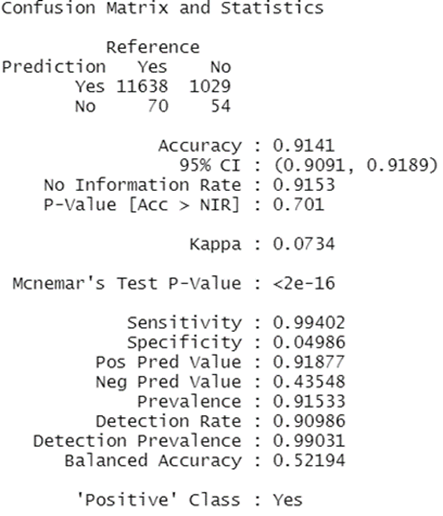 Confusion Matrix and Statistics
Reference
Prediction Yes No
Yes 11638 1029
No 70 54
Accuracy : 0.9141
95% CI : (0.9091, 0.9189)
No Information Rate : 0.9153
P-Value [Acc > NIR] : 0.701
Kappa : 0.0734
Mcnemar's Test P-Value : <2e-16
Sensitivity : 0.99402
Specificity : 0.04986
Pos Pred Value : 0.91877
Neg Pred Value : 0.43548
Prevalence : 0.91533
Detection Rate : 0.90986
Detection Prevalence : 0.99031
Balanced Accuracy : 0.52194
'Positive' Class : Yes